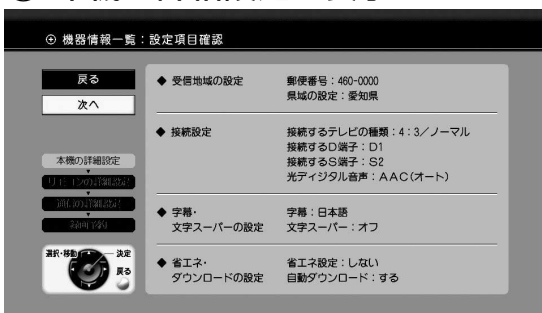 ⊕ 機器情報一覧：設定項目確認
戻る
次へ
本機の詳細設定
選択・移動
決定
戻る
◆ 受信地域の設定 郵便番号：460-0000
県域の設定：愛知県
◆ 接続設定 接続するテレビの種類：4：3／ノーマル
接続するD端子：D1
接続するS端子：S2
光ディジタル音声：AAC(オート)
◆ 字幕・ 字幕：日本語
文字スーパーの設定 文字スーパー：オフ
◆ 省エネ・ 省エネ設定：しない
ダウンロードの設定 自動ダウンロード：する